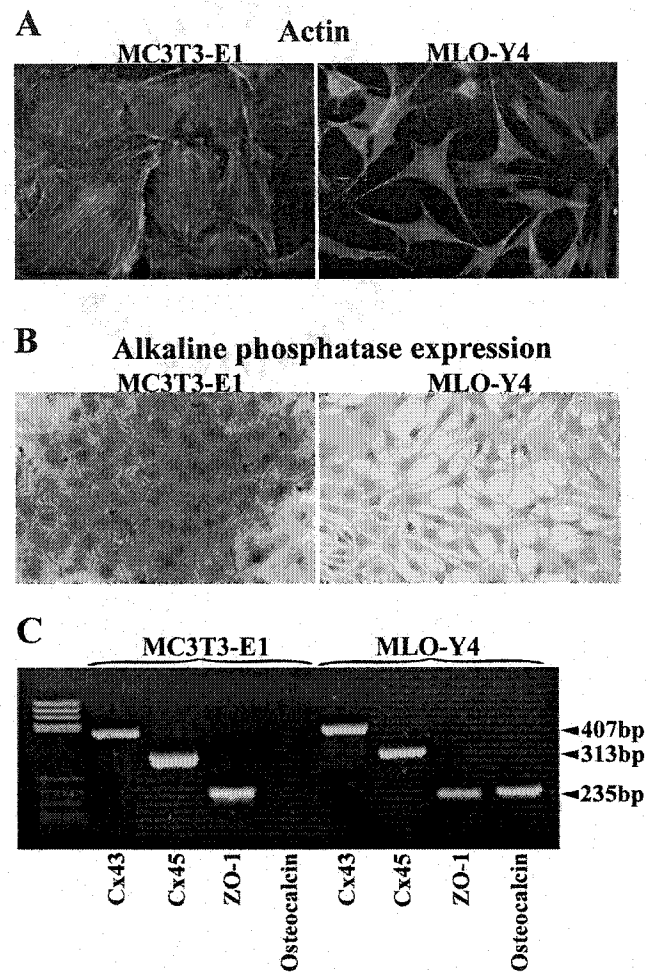 A
Actin
MC3T3-E1 MLO-Y4
B
Alkaline phosphatase expression
MC3T3-E1 MLO-Y4
C
MC3T3-E1 MLO-Y4
407bp
313bp
235bp
Cx43 Cx45 ZO-1 Osteocalcin Cx43 Cx45 ZO-1 Osteocalcin